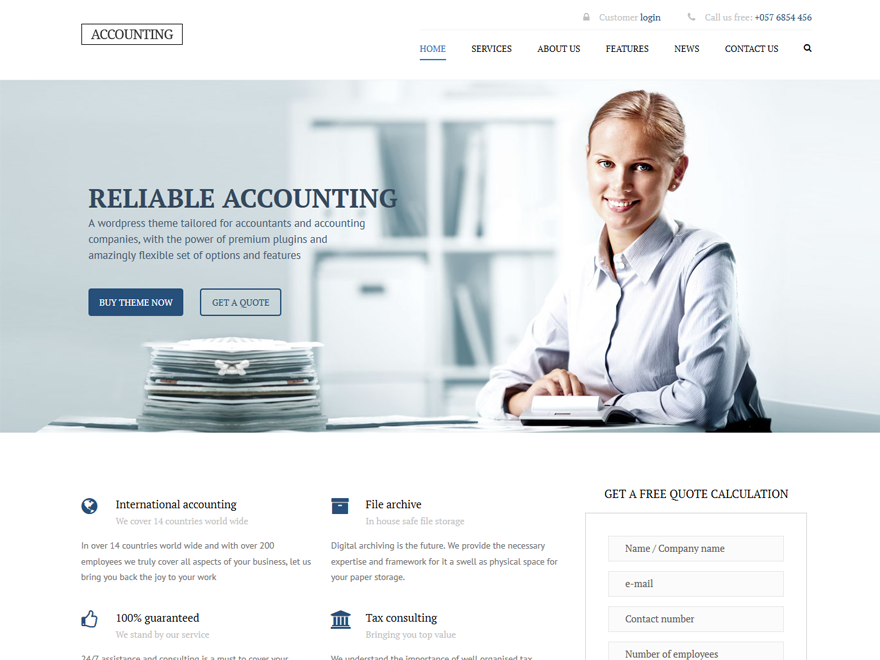 Customer login
Call us free: +057 6854 456
ACCOUNTING
HOME
SERVICES
ABOUT US
FEATURES
NEWS
CONTACT US
RELIABLE ACCOUNTING
A wordpress theme tailored for accountants and accounting
companies, with the power of premium plugins and
amazingly flexible set of options and features
BUY THEME NOW
GET A QUOTE
International accounting
We cover 14 countries world wide
In over 14 countries world wide and with over 200
employees we truly cover all aspects of your business, let us
bring you back the joy to your work
File archive
In house safe file storage
Digital archiving is the future. We provide the necessary
expertise and framework for it a swell as physical space for
your paper storage.
100% guaranteed
We stand by our service
24/7 assistance and consulting is a must to cover your
Tax consulting
Bringing you top value
We understand the importance of well organised tax
GET A FREE QUOTE CALCULATION
Name / Company name
e-mail
Contact number
Number of employees